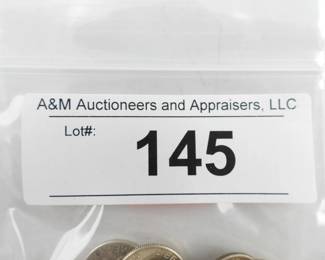 A&M Auctioneers and Appraisers, LLC
Lot#: 145